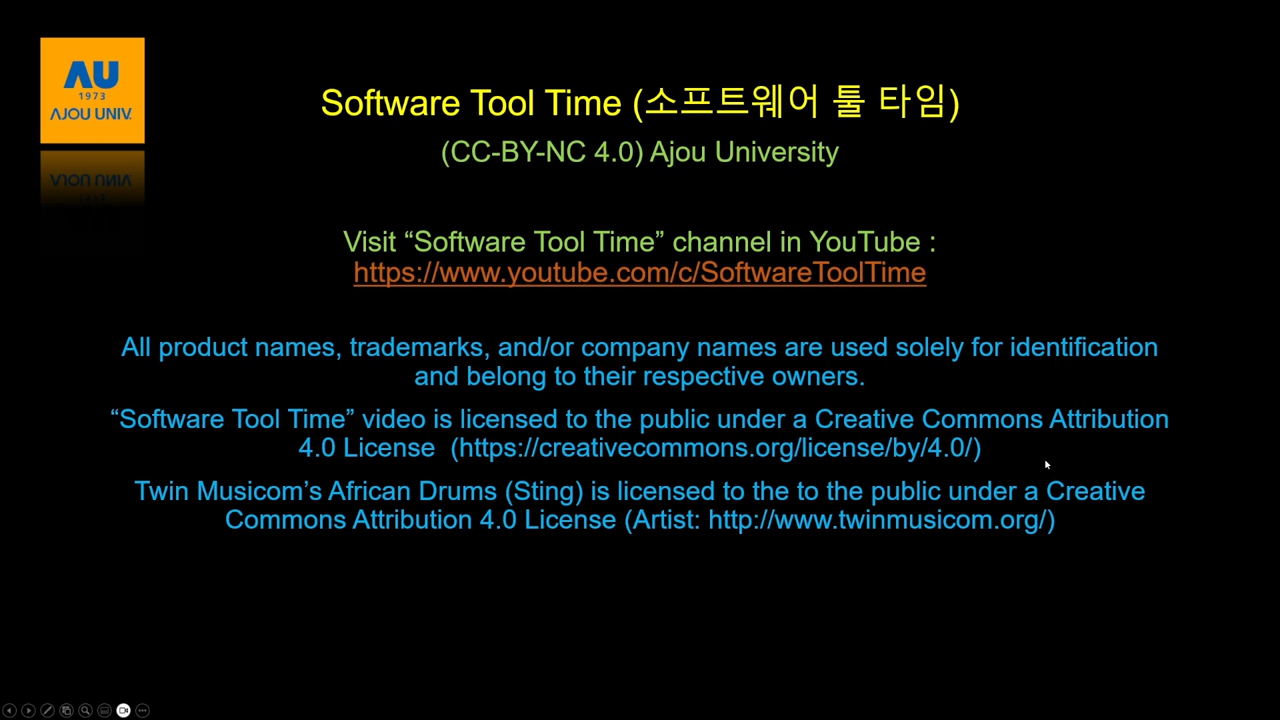 AU
1973
AJOU UNIV.
Software Tool Time (소프트웨어 툴 타임)
(CC-BY-NC 4.0) Ajou University
Visit “Software Tool Time” channel in YouTube :
https://www.youtube.com/c/SoftwareToolTime
All product names, trademarks, and/or company names are used solely for identification
and belong to their respective owners.
“Software Tool Time” video is licensed to the public under a Creative Commons Attribution
4.0 License (https://creativecommons.org/license/by/4.0/)
Twin Musicom’s African Drums (Sting) is licensed to the to the public under a Creative
Commons Attribution 4.0 License (Artist: http://www.twinmusicom.org/)